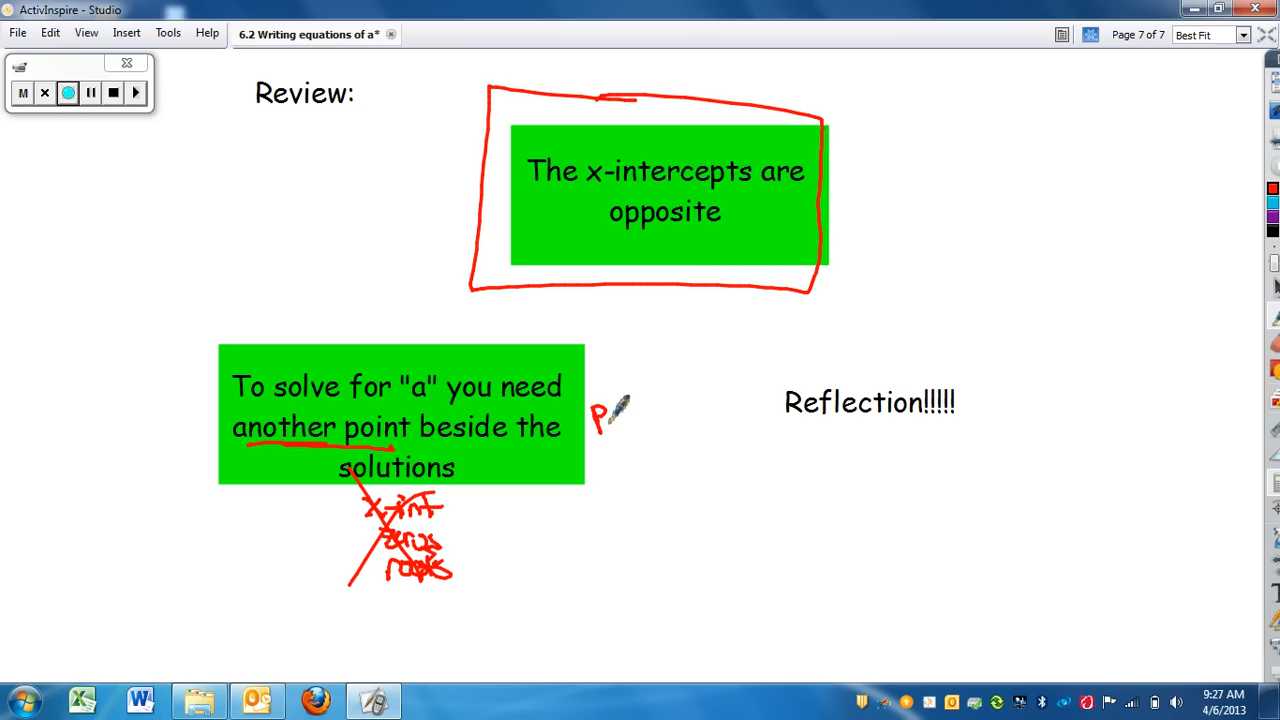 ActivInspire - Studio
File Edit View Insert Tools Help
6.2 Writing equations of a*
Page 7 of 7
Best Fit
M
Review:
The x-intercepts are
opposite
To solve for "a" you need
another point beside the
solutions
Reflection!!!!!
P
x-int
zeros
roots
9:27 AM
4/6/2013